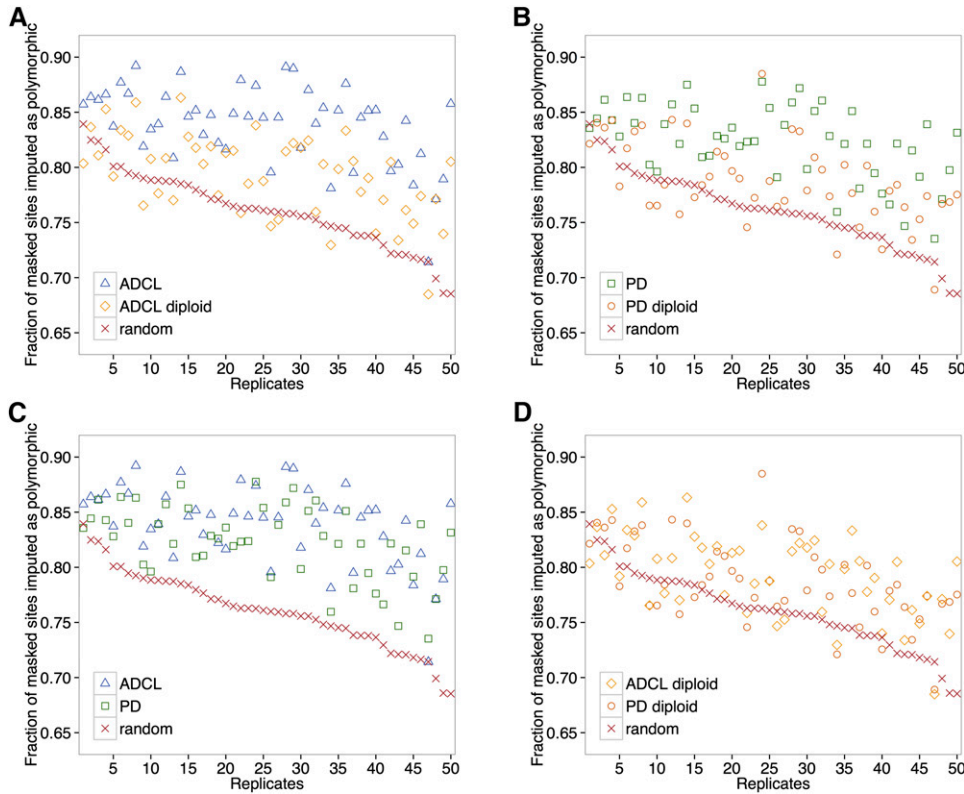 A
Fraction of masked sites imputed as polymorphic
0.90
0.85
0.80
0.75
0.70
0.65
ADCL
ADCL diploid
random
5 10 15 20 25 30 35 40 45 50
Replicates
B
Fraction of masked sites imputed as polymorphic
0.90
0.85
0.80
0.75
0.70
0.65
PD
PD diploid
random
5 10 15 20 25 30 35 40 45 50
Replicates
C
Fraction of masked sites imputed as polymorphic
0.90
0.85
0.80
0.75
0.70
0.65
ADCL
PD
random
5 10 15 20 25 30 35 40 45 50
Replicates
D
Fraction of masked sites imputed as polymorphic
0.90
0.85
0.80
0.75
0.70
0.65
ADCL diploid
PD diploid
random
5 10 15 20 25 30 35 40 45 50
Replicates